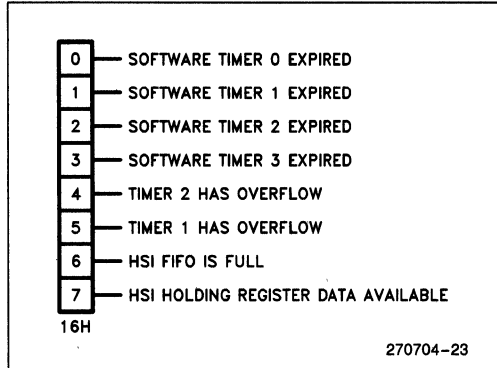 0 SOFTWARE TIMER 0 EXPIRED
1 SOFTWARE TIMER 1 EXPIRED
2 SOFTWARE TIMER 2 EXPIRED
3 SOFTWARE TIMER 3 EXPIRED
4 TIMER 2 HAS OVERFLOW
5 TIMER 1 HAS OVERFLOW
6 HSI FIFO IS FULL
7 HSI HOLDING REGISTER DATA AVAILABLE
16H
270704-23